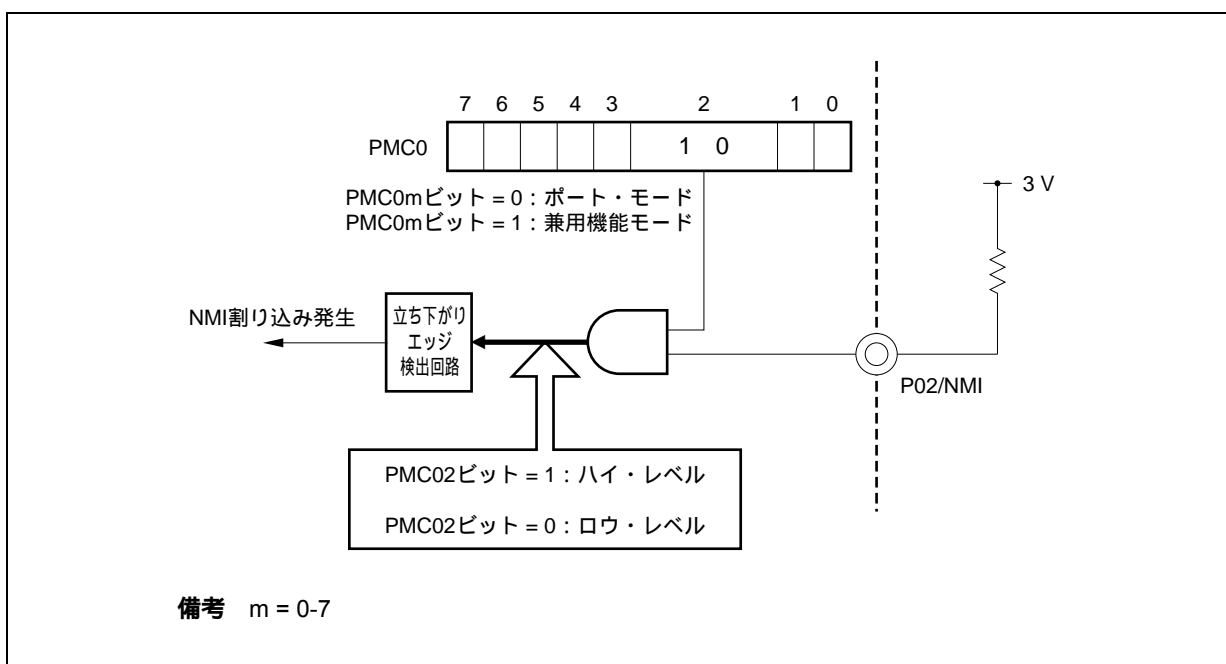 7 6 5 4 3 2 1 0
PMC0 1 0
PMC0mビット = 0：ポート・モード
PMC0mビット = 1：兼用機能モード
3 V
NMI割り込み発生
立ち下がり
エッジ
検出回路
P02/NMI
PMC02ビット = 1：ハイ・レベル
PMC02ビット = 0：ロウ・レベル
備考 m = 0-7